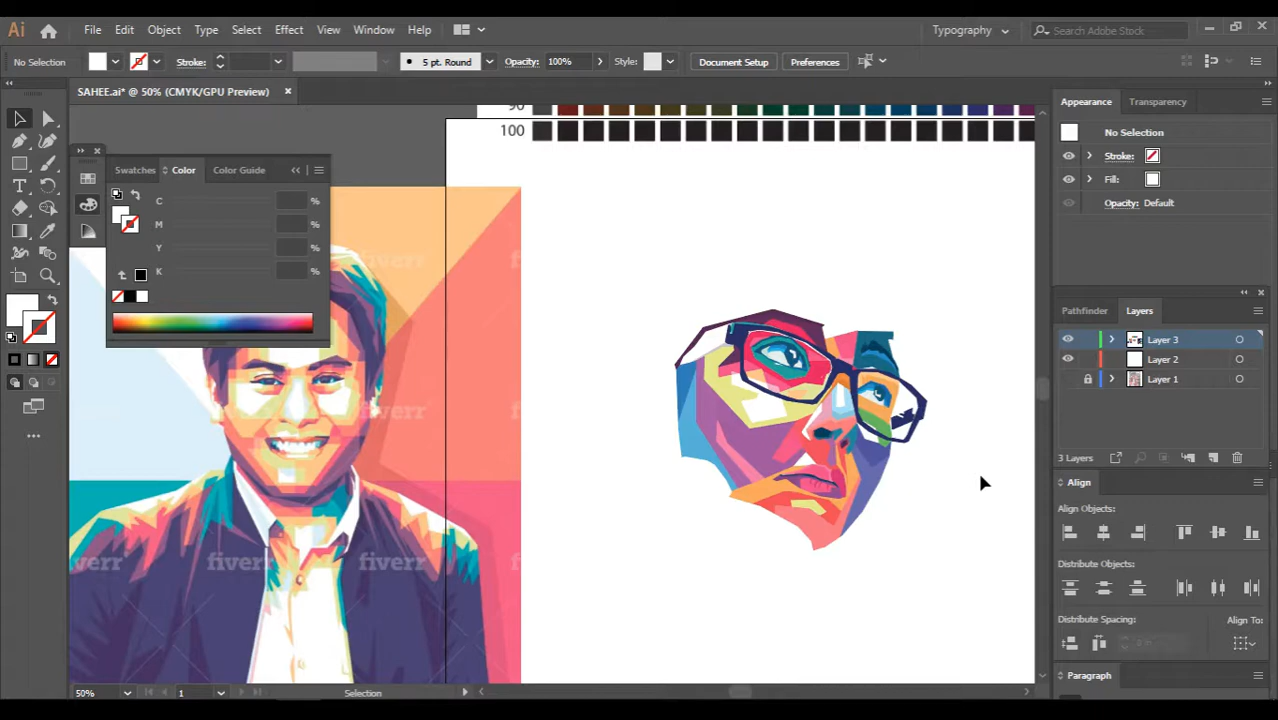 Ai File Edit Object Type Select Effect View Window Help Typography Search Adobe Stock
No Selection Stroke: 5 pt. Round Opacity: 100% Style: Document Setup Preferences
SAHEE.ai* @ 50% (CMYK/GPU Preview)
90
100
Swatches Color Color Guide
C %
M %
Y %
K %
fiverr
fiverr
fiverr
fiverr
fiverr
fiverr
Appearance Transparency
No Selection
Stroke:
Fill:
Opacity: Default
Pathfinder Layers
Layer 3
Layer 2
Layer 1
3 Layers
Align
Align Objects:
Distribute Objects:
Distribute Spacing:
Align To:
Paragraph
50% 1 Selection